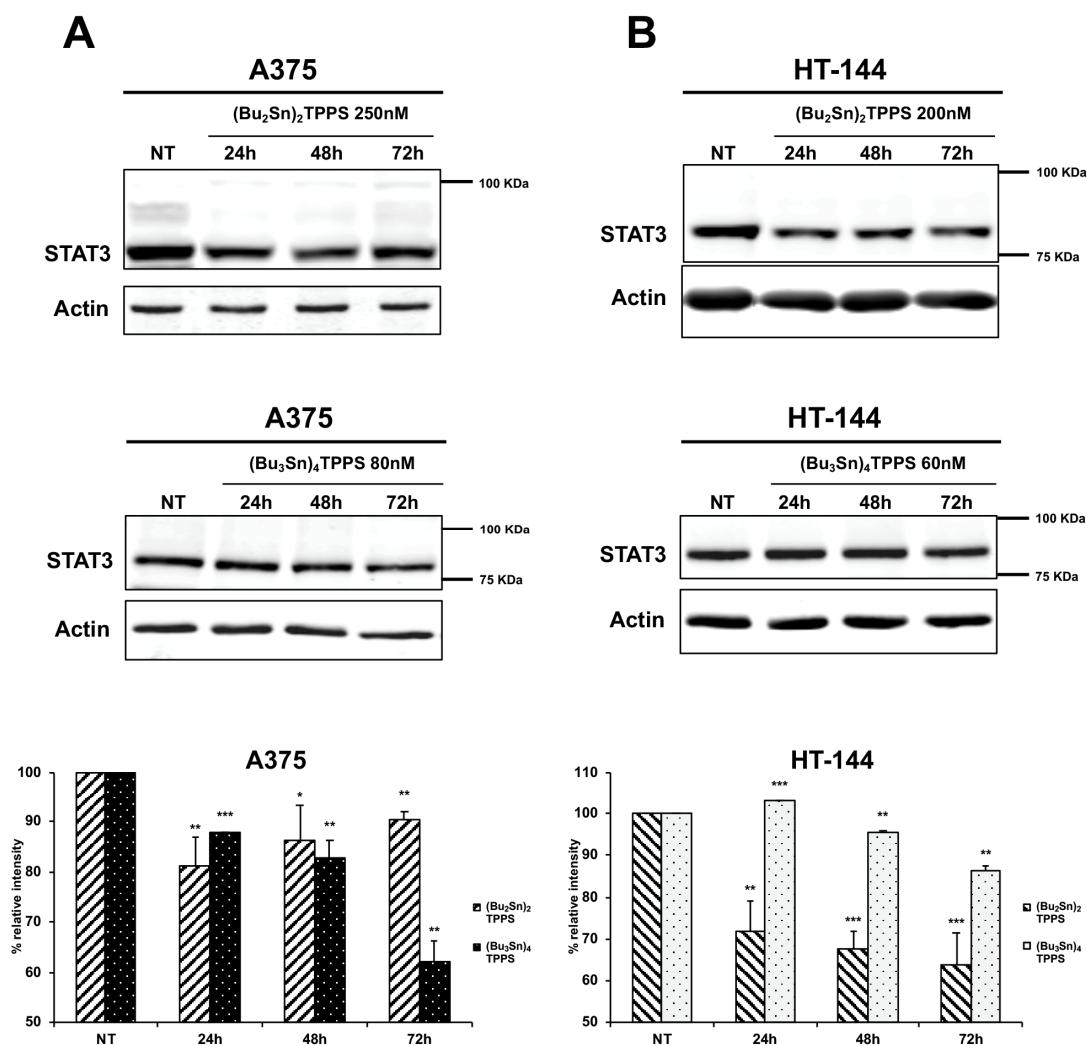 A
A375
(Bu₂Sn)₂TPPS 250nM
NT 24h 48h 72h
100 KDa
STAT3
Actin
A375
(Bu₃Sn)₄TPPS 80nM
NT 24h 48h 72h
100 KDa
STAT3
75 KDa
Actin
A375
100
90
80
70
60
50
% relative intensity
** ***
* **
** **
NT 24h 48h 72h
(Bu₂Sn)₂
TPPS
(Bu₃Sn)₄
TPPS
B
HT-144
(Bu₂Sn)₂TPPS 200nM
NT 24h 48h 72h
100 KDa
STAT3
75 KDa
Actin
HT-144
(Bu₃Sn)₄TPPS 60nM
NT 24h 48h 72h
100 KDa
STAT3
75 KDa
Actin
HT-144
110
100
90
80
70
60
50
% relative intensity
** ***
*** **
*** **
NT 24h 48h 72h
(Bu₂Sn)₂
TPPS
(Bu₃Sn)₄
TPPS